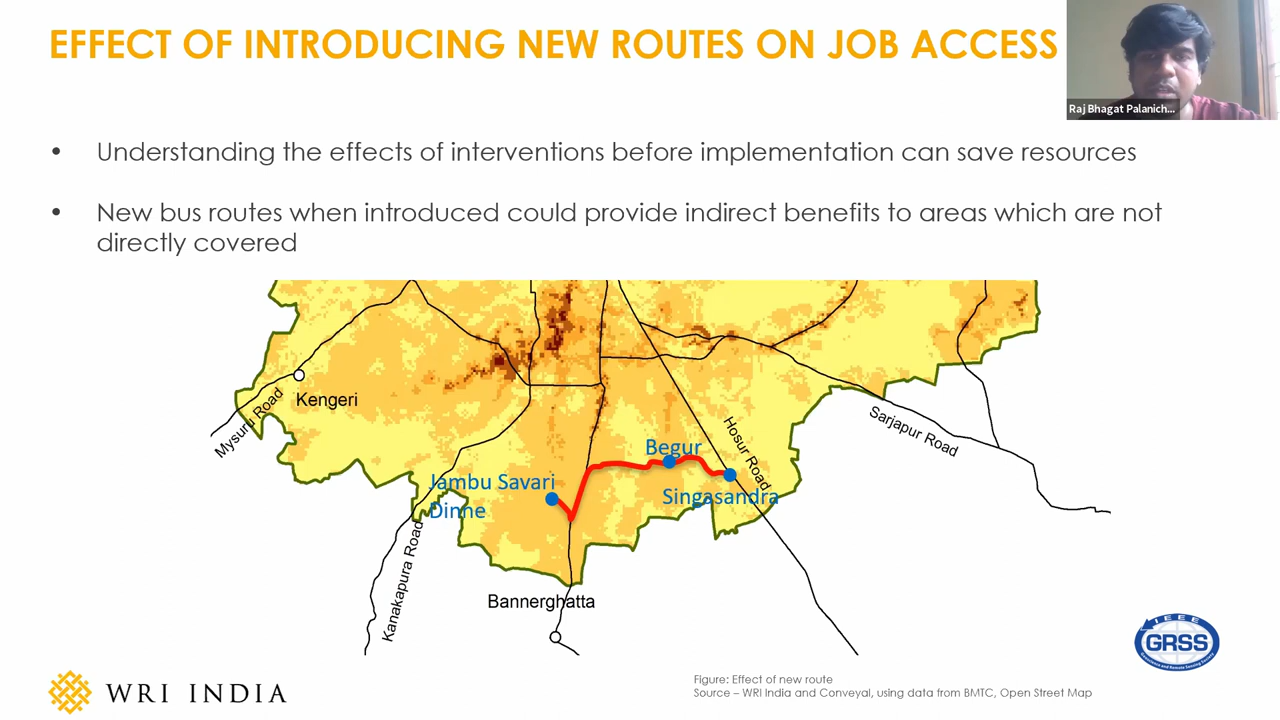 EFFECT OF INTRODUCING NEW ROUTES ON JOB ACCESS
Raj Bhagat Palanich...
• Understanding the effects of interventions before implementation can save resources
• New bus routes when introduced could provide indirect benefits to areas which are not
directly covered
Kengeri
Mysuru Road
Sarjapur Road
Hosur Road
Begur
Jambu Savari
Dinne
Singasandra
Kanakapura Road
Bannerghatta
IEEE
GRSS
WRI INDIA
Figure: Effect of new route
Source – WRI India and Conveyal, using data from BMTC, Open Street Map